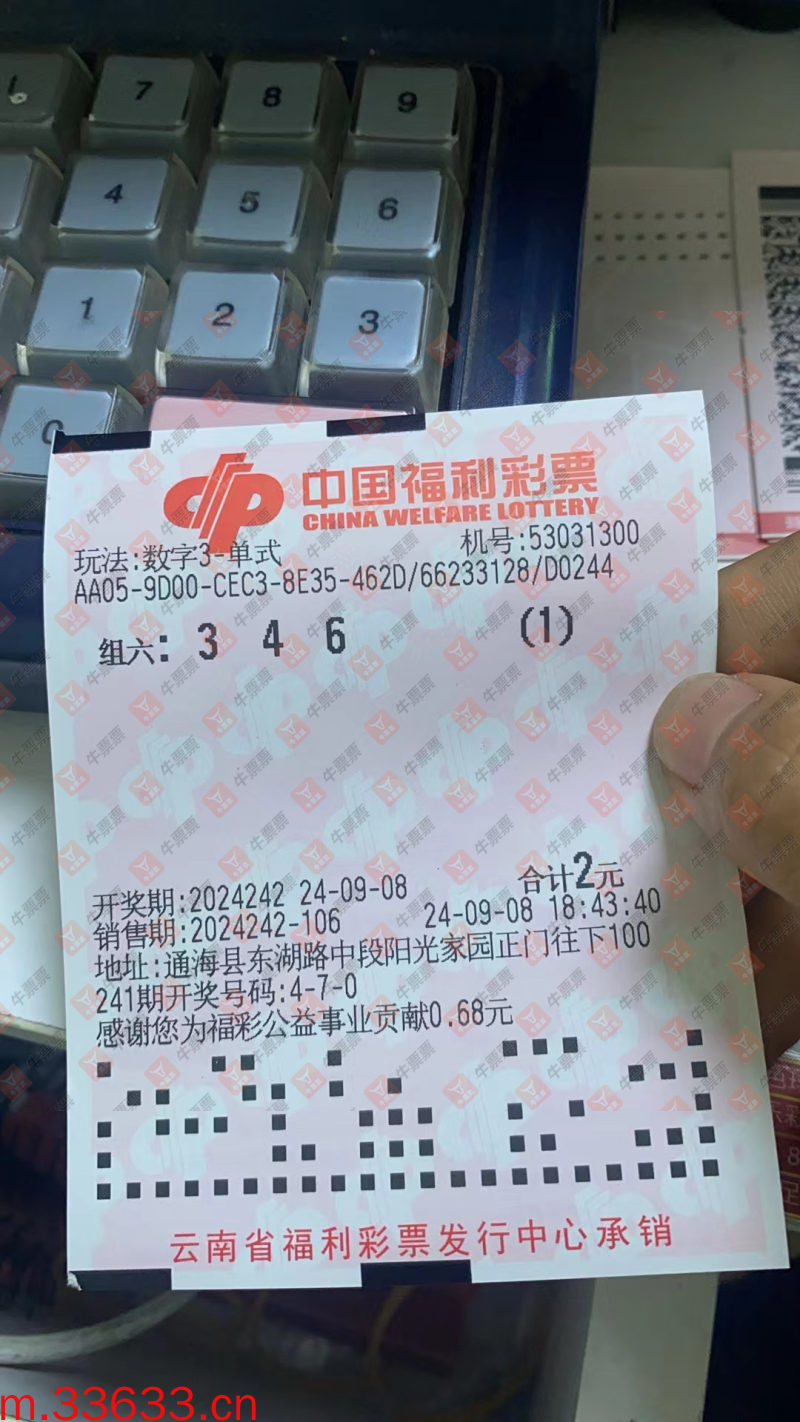 7 8 9
4 5 6
1 2 3
0
中国福利彩票
CHINA WELFARE LOTTERY
玩法:数字3-单式 机号:53031300
AA05-9D00-CEC3-8E35-462D/66233128/D0244
组六: 3 4 6 (1)
开奖期:2024242 24-09-08 合计2元
销售期:2024242-106 24-09-08 18:43:40
地址:通海县东湖路中段阳光家园正门往下100
241期开奖号码:4-7-0
感谢您为福彩公益事业贡献0.68元
云南省福利彩票发行中心承销
牛票票
m.33633.cn